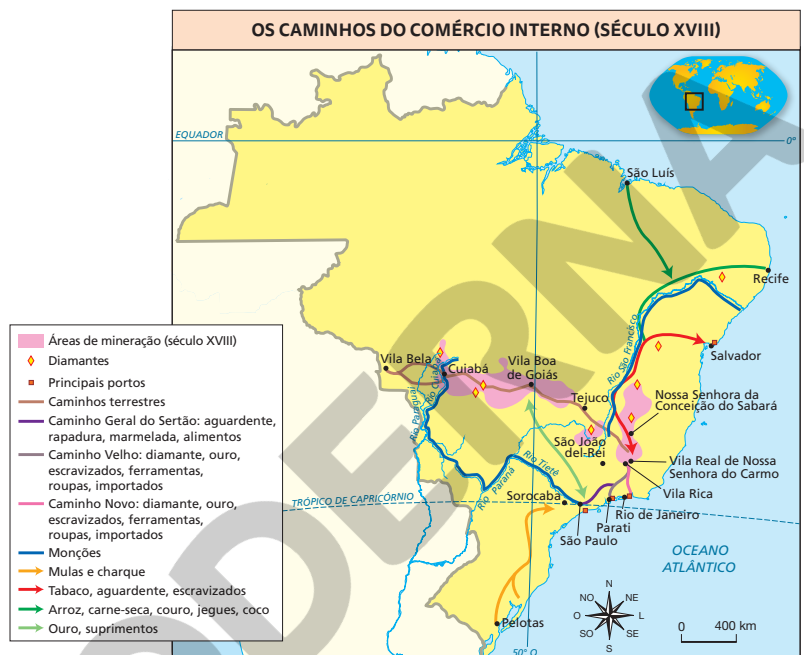 OS CAMINHOS DO COMÉRCIO INTERNO (SÉCULO XVIII)
EQUADOR
0°
São Luís
Recife
Rio São Francisco
Salvador
Vila Bela
Cuiabá
Rio Cuiabá
Rio Paraguai
Vila Boa
de Goiás
Tejuco
Nossa Senhora da
Conceição do Sabará
São João
del-Rei
Vila Real de Nossa
Senhora do Carmo
Vila Rica
Rio Tietê
Rio Paraná
TRÓPICO DE CAPRICÓRNIO
Sorocaba
Rio de Janeiro
Parati
São Paulo
OCEANO
ATLÂNTICO
Pelotas
50° O
N
NO
NE
O
L
SO
SE
S
0 400 km
Áreas de mineração (século XVIII)
Diamantes
Principais portos
Caminhos terrestres
Caminho Geral do Sertão: aguardente,
rapadura, marmelada, alimentos
Caminho Velho: diamante, ouro,
escravizados, ferramentas,
roupas, importados
Caminho Novo: diamante, ouro,
escravizados, ferramentas,
roupas, importados
Monções
Mulas e charque
Tabaco, aguardente, escravizados
Arroz, carne-seca, couro, jegues, coco
Ouro, suprimentos
MODERNA